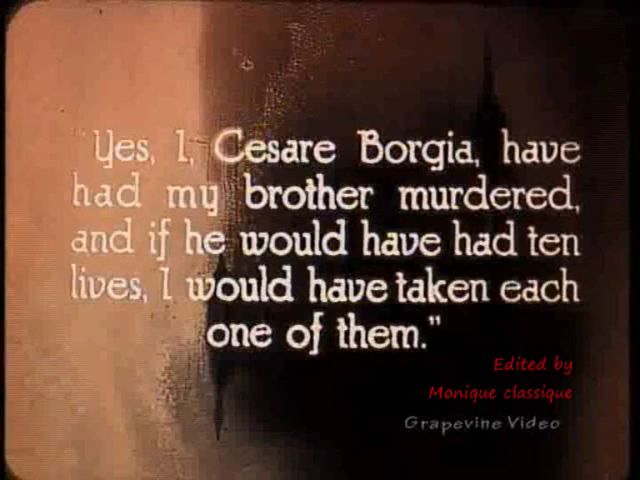 "Yes, I, Cesare Borgia, have
had my brother murdered,
and if he would have had ten
lives, I would have taken each
one of them."
Edited by
Monique classique
Grapevine Video